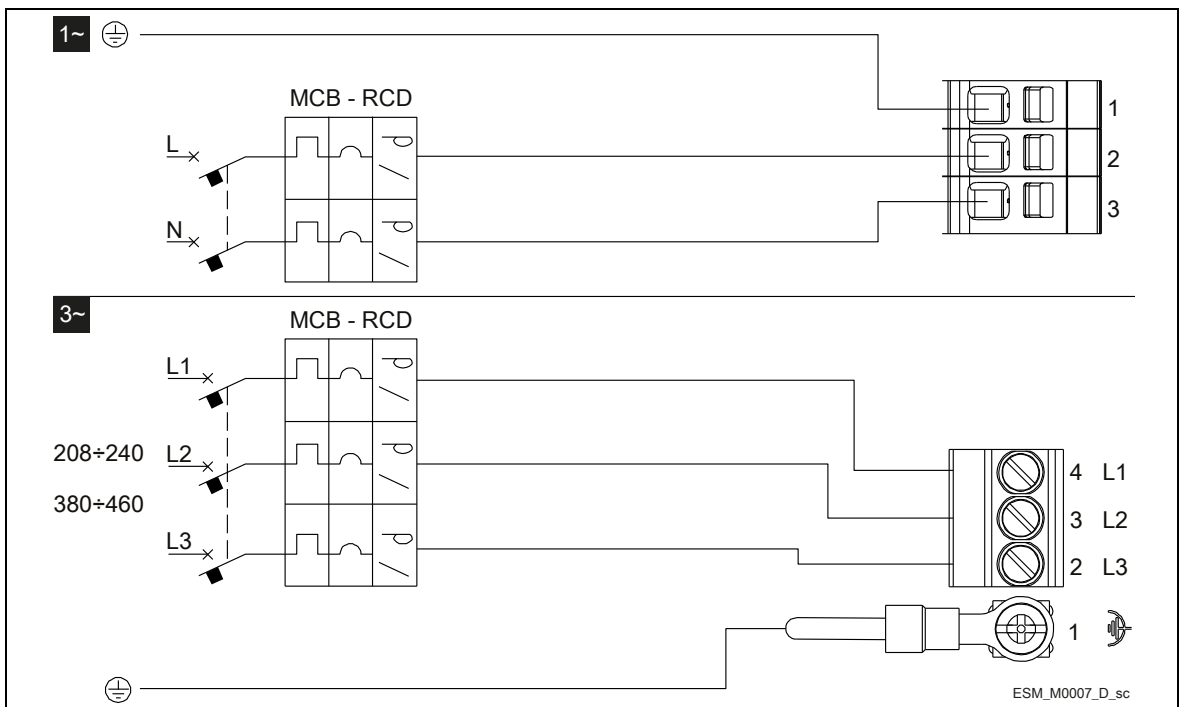 1~
MCB - RCD
L
N
1
2
3
3~
MCB - RCD
L1
208÷240 L2
380÷460
L3
4 L1
3 L2
2 L3
1
ESM_M0007_D_sc